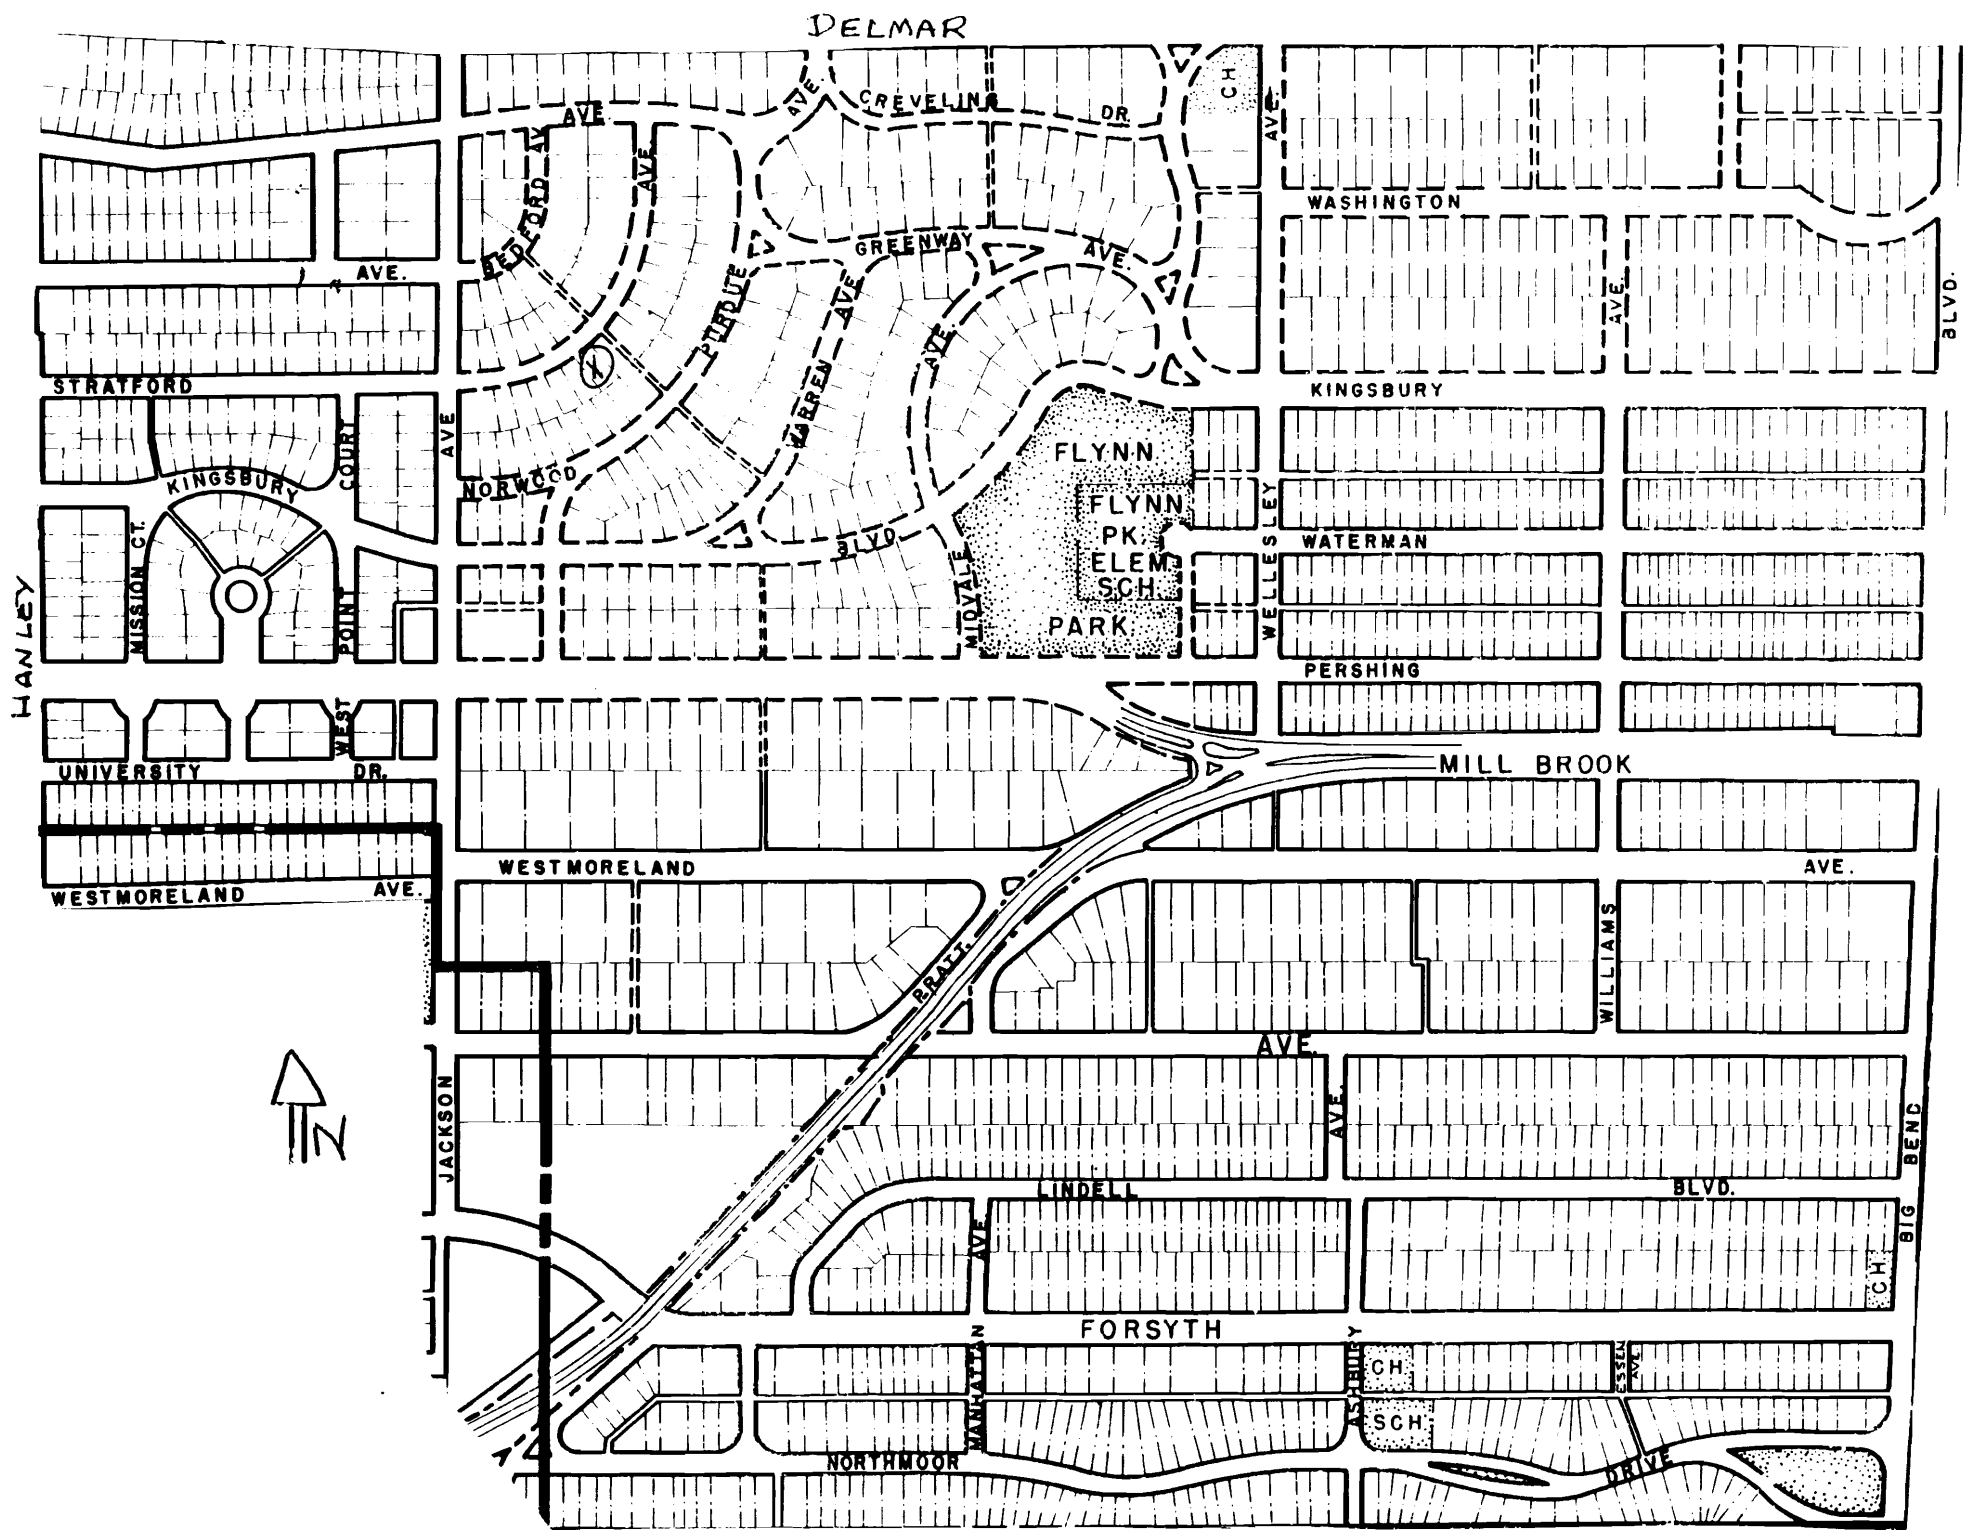 DELMAR
CH
AVE.
CREVELING
DR.
AVE.
AVE
BEDFORD AV.
AVE.
WASHINGTON
GREENWAY
AVE.
AVE.
PURDUE
AVE
AVE.
AVE.
BLVD.
X
STRATFORD
KINGSBURY
WARREN
AVE
COURT
FLYNN
KINGSBURY
NORWOOD
FLYNN
PK.
ELEM
SCH.
PARK
WELLESLEY
WATERMAN
MISSION CT.
BLVD.
MIDVALE
HANLEY
WEST POINT
PERSHING
UNIVERSITY DR.
MILL BROOK
WESTMORELAND
AVE.
WESTMORELAND AVE.
PRATT.
WILLIAMS
AVE.
N
JACKSON
AVE.
BIG BEND
LINDELL
BLVD.
AVE
CH
FORSYTH
MANHATTAN
ASHBURY
CH
ESSEN AVE
SCH
NORTHMOOR
DRIVE